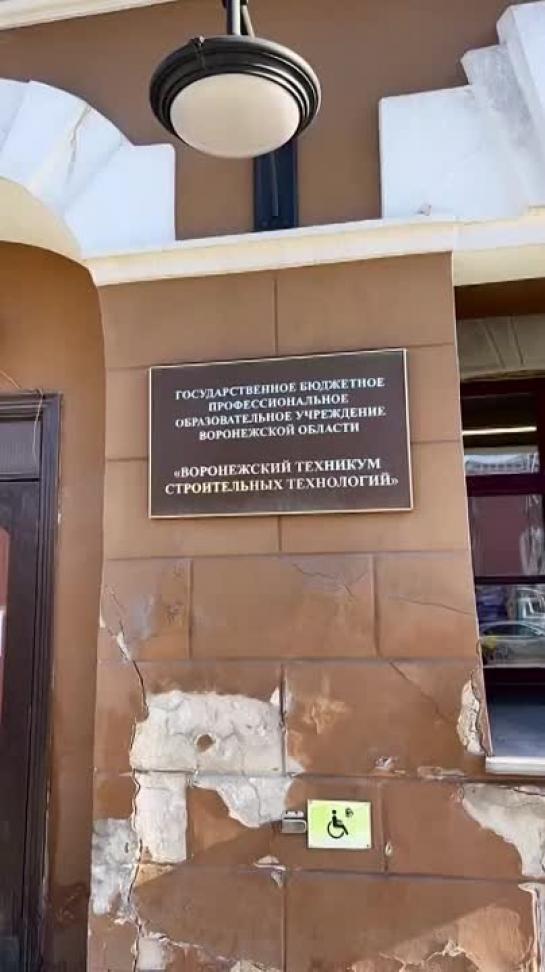 ГОСУДАРСТВЕННОЕ БЮДЖЕТНОЕ
ПРОФЕССИОНАЛЬНОЕ
ОБРАЗОВАТЕЛЬНОЕ УЧРЕЖДЕНИЕ
ВОРОНЕЖСКОЙ ОБЛАСТИ
«ВОРОНЕЖСКИЙ ТЕХНИКУМ
СТРОИТЕЛЬНЫХ ТЕХНОЛОГИЙ»